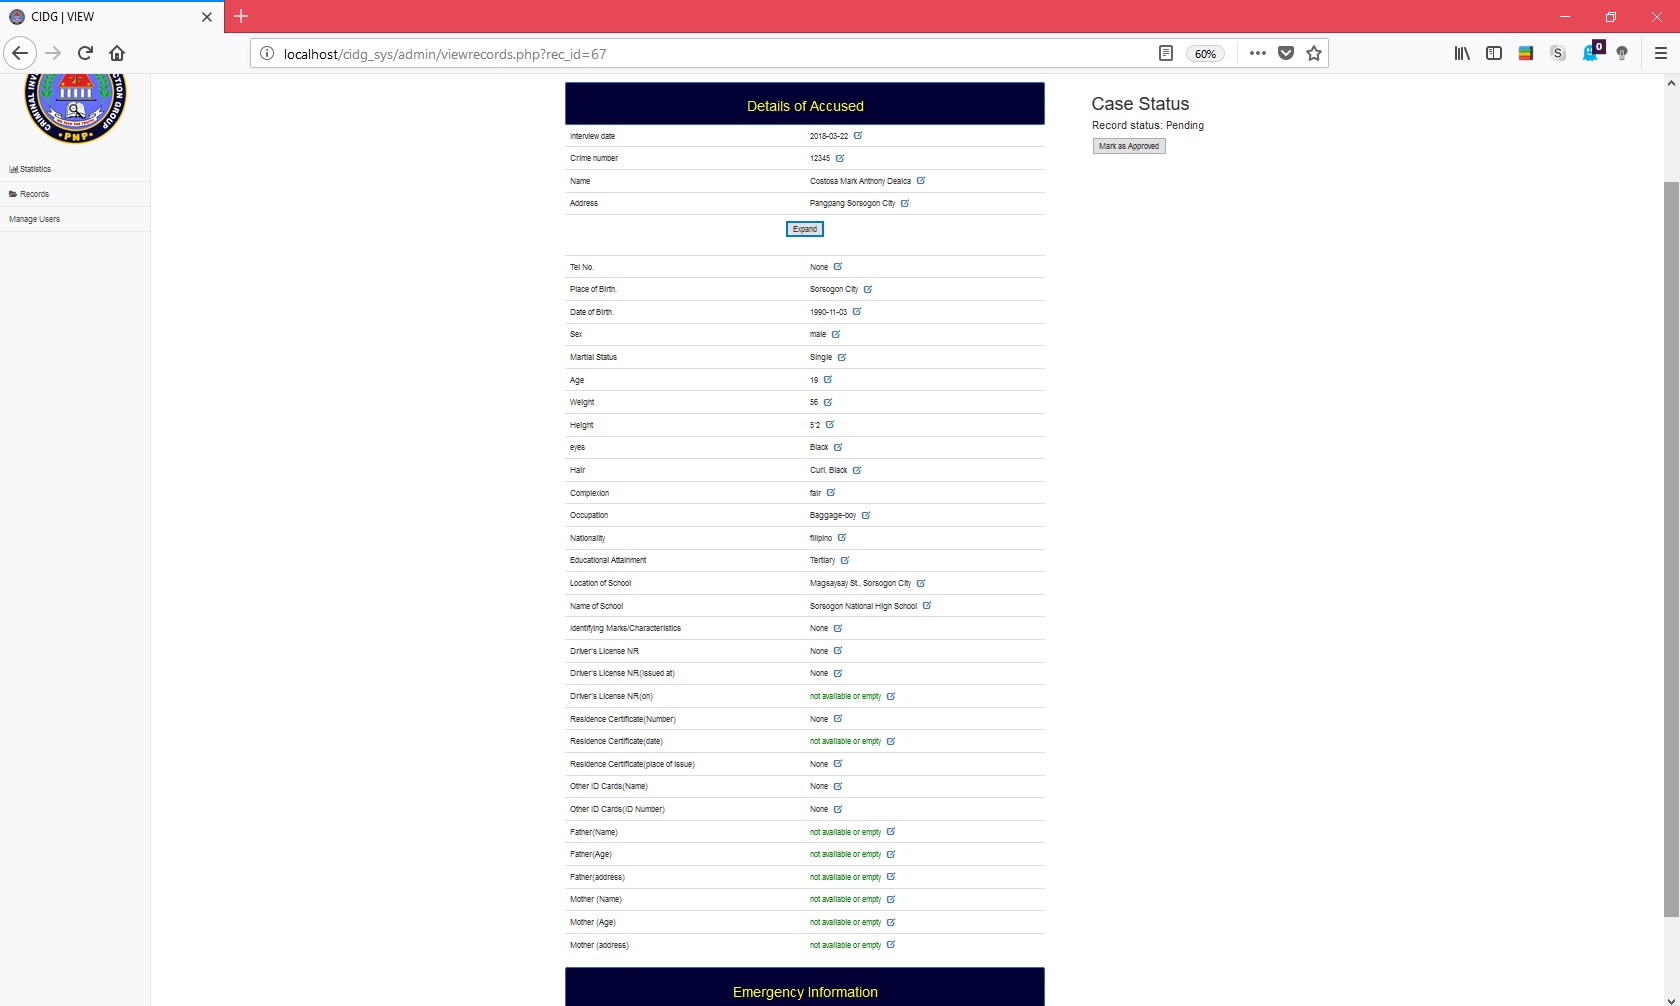 CIDG | VIEW
localhost/cidg_sys/admin/viewrecords.php?rec_id=67
60%
S
0
PNP
Statistics
Records
Manage Users
Details of Accused
Interview date 2018-03-22
Crime number 12345
Name Costosa Mark Anthony Dealca
Address Pangpang Sorsogon City
Expand
Tel No. None
Place of Birth. Sorsogon City
Date of Birth. 1990-11-03
Sex male
Martial Status Single
Age 19
Weight 56
Height 5'2
eyes Black
Hair Curl, Black
Complexion fair
Occupation Baggage-boy
Nationality filipino
Educational Attainment Tertiary
Location of School Magsaysay St., Sorsogon City
Name of School Sorsogon National High School
Identifying Marks/Characteristics None
Driver's License NR None
Driver's License NR(issued at) None
Driver's License NR(on) not available or empty
Residence Certificate(Number) None
Residence Certificate(date) not available or empty
Residence Certificate(place of issue) None
Other ID Cards(Name) None
Other ID Cards(ID Number) None
Father(Name) not available or empty
Father(Age) not available or empty
Father(address) not available or empty
Mother (Name) not available or empty
Mother (Age) not available or empty
Mother (address) not available or empty
Emergency Information
Case Status
Record status: Pending
Mark as Approved